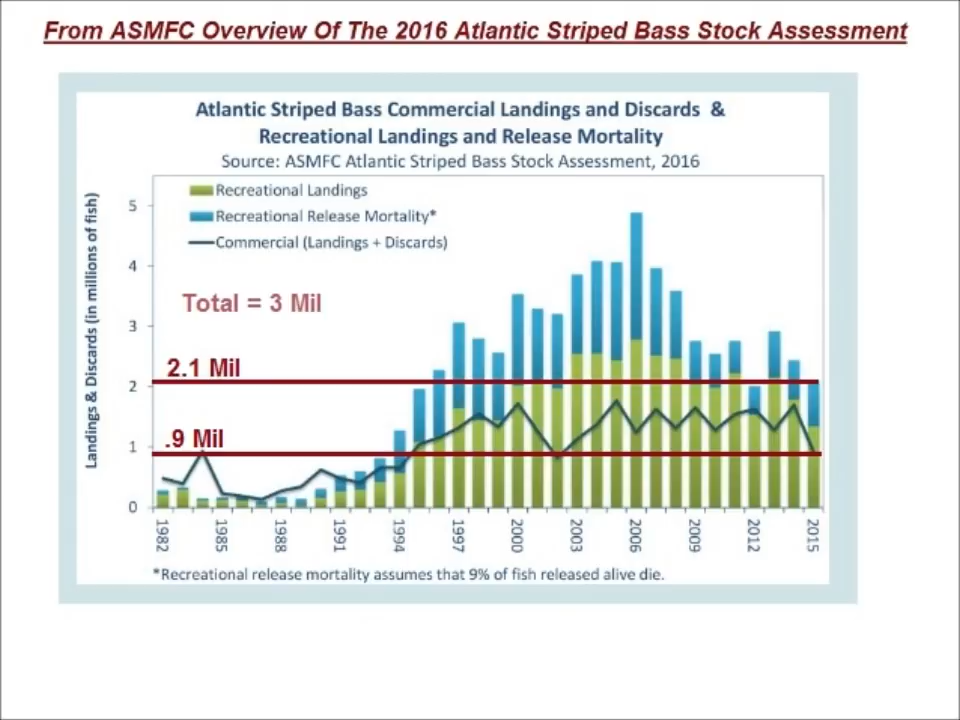 From ASMFC Overview Of The 2016 Atlantic Striped Bass Stock Assessment
Atlantic Striped Bass Commercial Landings and Discards &
Recreational Landings and Release Mortality
Source: ASMFC Atlantic Striped Bass Stock Assessment, 2016
Landings & Discards (in millions of fish)
Recreational Landings
Recreational Release Mortality*
Commercial (Landings + Discards)
5
4
Total = 3 Mil
3
2.1 Mil
2
.9 Mil
1
0
1982 1985 1988 1991 1994 1997 2000 2003 2006 2009 2012 2015
*Recreational release mortality assumes that 9% of fish released alive die.